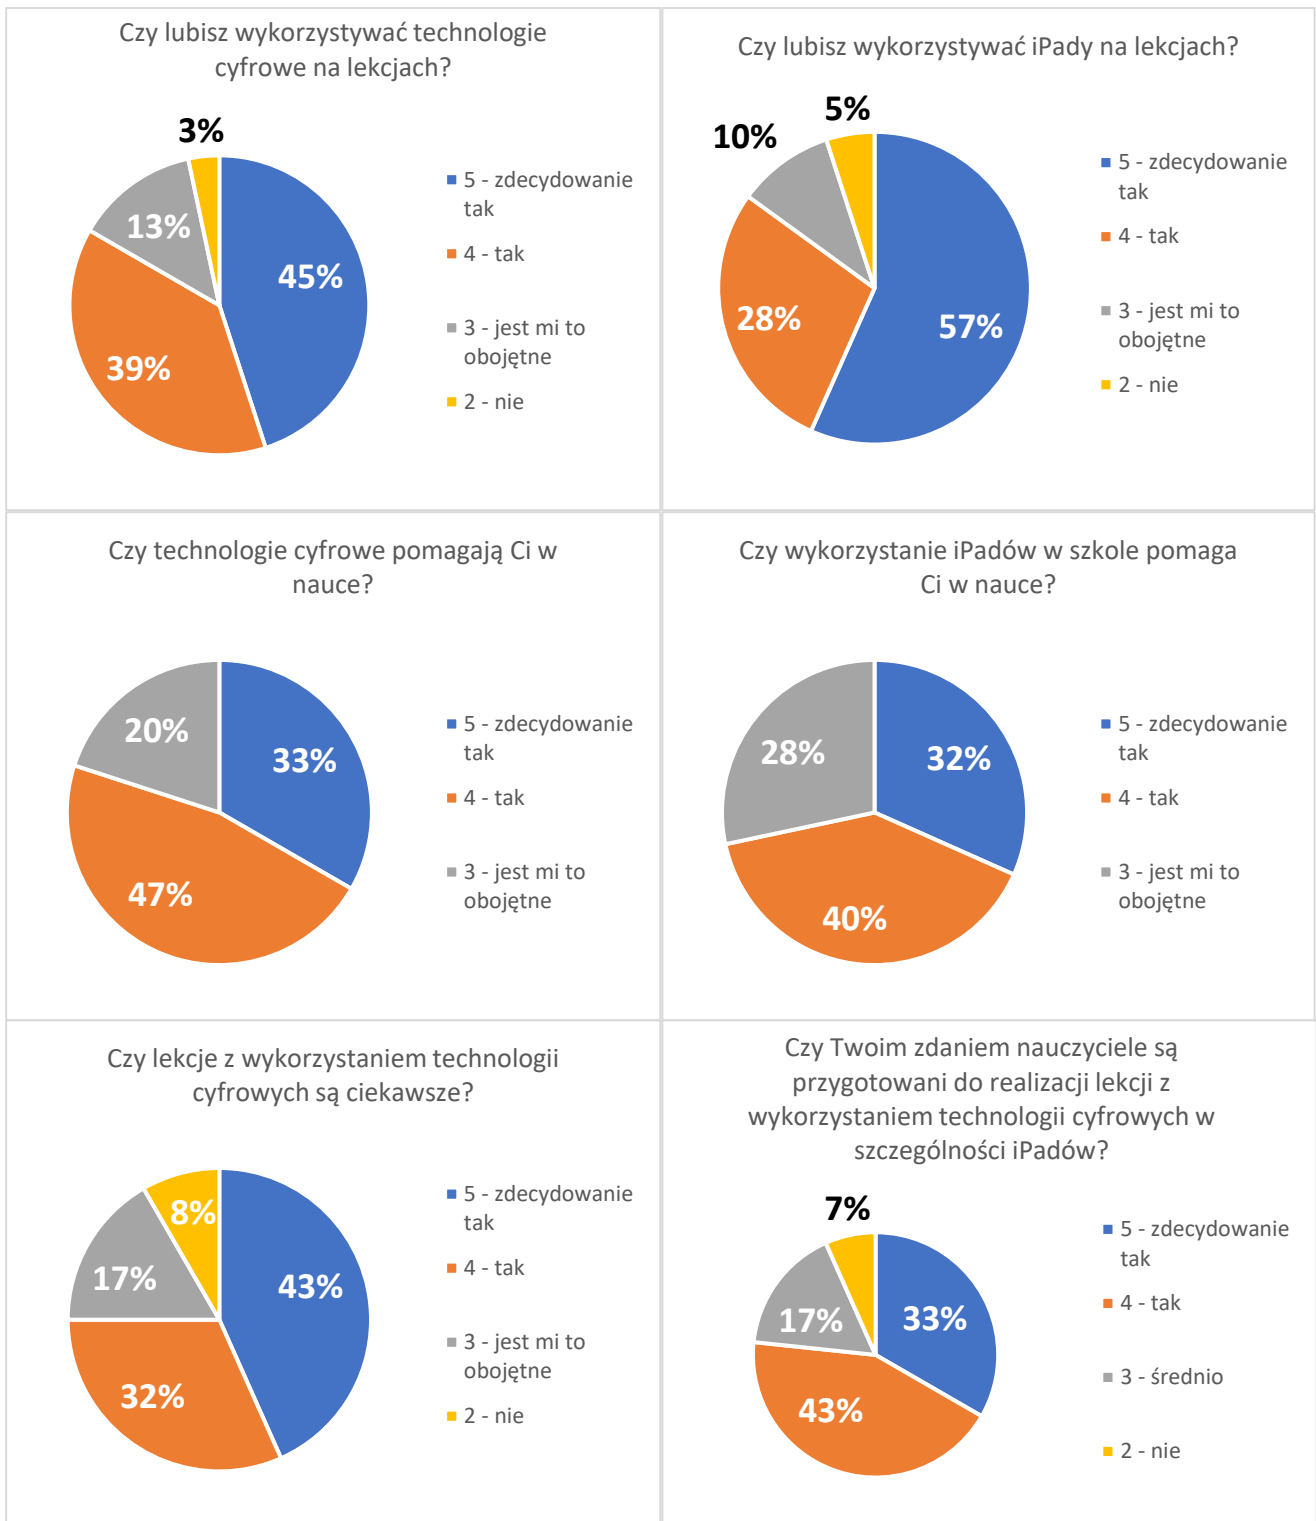 Czy lubisz wykorzystywać technologie
cyfrowe na lekcjach?
3%
13%
45%
39%
5 - zdecydowanie
tak
4 - tak
3 - jest mi to
obojętne
2 - nie
Czy lubisz wykorzystywać iPady na lekcjach?
5%
10%
28%
57%
5 - zdecydowanie
tak
4 - tak
3 - jest mi to
obojętne
2 - nie
Czy technologie cyfrowe pomagają Ci w
nauce?
20%
33%
47%
5 - zdecydowanie
tak
4 - tak
3 - jest mi to
obojętne
Czy wykorzystanie iPadów w szkole pomaga
Ci w nauce?
28%
32%
40%
5 - zdecydowanie
tak
4 - tak
3 - jest mi to
obojętne
Czy lekcje z wykorzystaniem technologii
cyfrowych są ciekawsze?
8%
17%
43%
32%
5 - zdecydowanie
tak
4 - tak
3 - jest mi to
obojętne
2 - nie
Czy Twoim zdaniem nauczyciele są
przygotowani do realizacji lekcji z
wykorzystaniem technologii cyfrowych w
szczególności iPadów?
7%
17%
33%
43%
5 - zdecydowanie
tak
4 - tak
3 - średnio
2 - nie